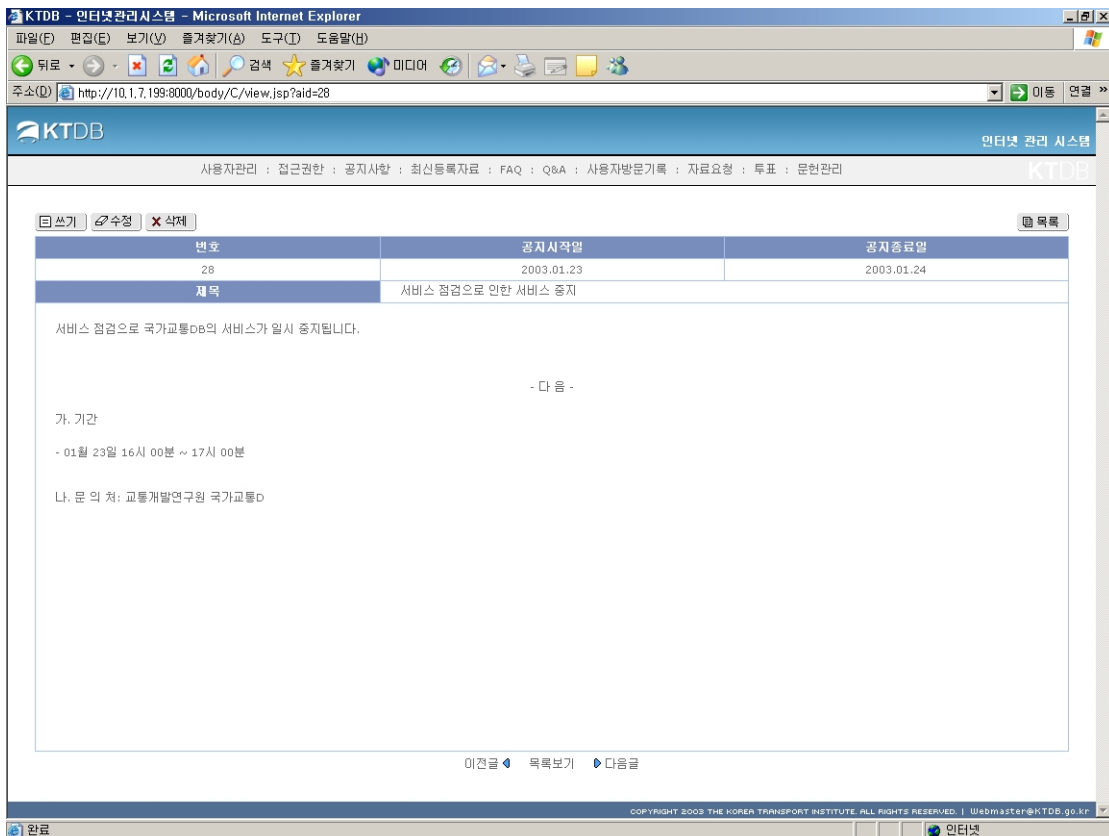 KTDB - 인터넷관리시스템 - Microsoft Internet Explorer
파일(F) 편집(E) 보기(V) 즐겨찾기(A) 도구(T) 도움말(H)
뒤로 검색 즐겨찾기 미디어
주소(D) http://10.1.7.199:8000/body/C/view.jsp?aid=28 이동 연결 »
KTDB
인터넷 관리 시스템
사용자관리 : 접근권한 : 공지사항 : 최신등록자료 : FAQ : Q&A : 사용자방문기록 : 자료요청 : 투표 : 문헌관리
KTDB
쓰기 수정 삭제 목록
번호 공지시작일 공지종료일
28 2003.01.23 2003.01.24
제목 서비스 점검으로 인한 서비스 중지
서비스 점검으로 국가교통DB의 서비스가 일시 중지됩니다.
- 다 음 -
가. 기간
- 01월 23일 16시 00분 ~ 17시 00분
나. 문 의 처: 교통개발연구원 국가교통D
이전글 목록보기 다음글
COPYRIGHT 2003 THE KOREA TRANSPORT INSTITUTE. ALL RIGHTS RESERVED. | Webmaster@KTDB.go.kr
완료 인터넷